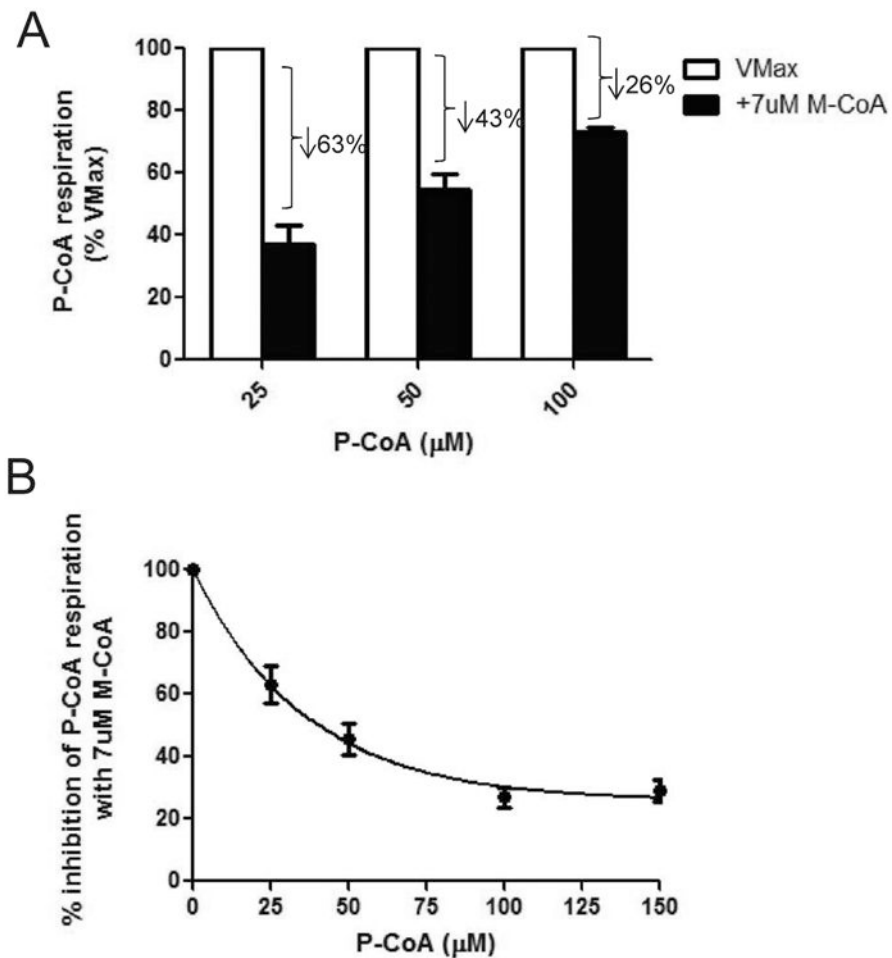 A
P-CoA respiration
(% VMax)
100
80
60
40
20
0
↓63%
↓43%
↓26%
VMax
+7uM M-CoA
25
50
100
P-CoA (μM)
B
% inhibition of P-CoA respiration
with 7uM M-CoA
100
80
60
40
20
0
0
25
50
75
100
125
150
P-CoA (μM)